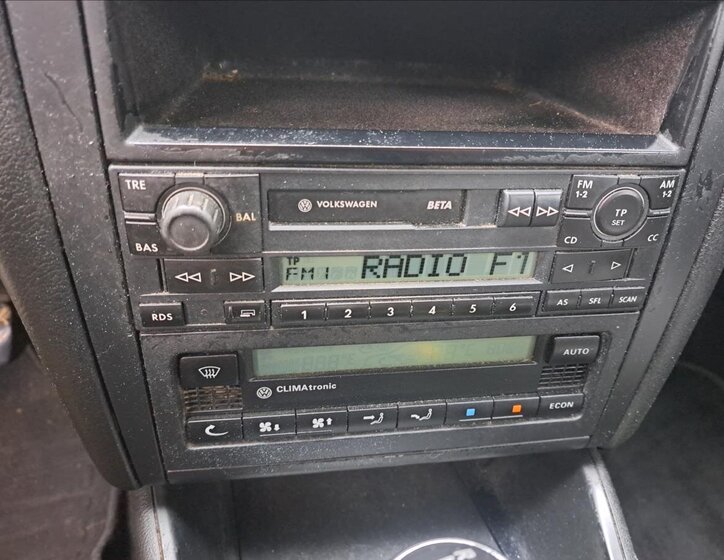 TRE
BAL
BAS
VOLKSWAGEN BETA
FM 1-2
AM 1-2
TP SET
CD
CC
TP
FM1 RADIO F1
RDS
1 2 3 4 5 6
AS SFL SCAN
AUTO
CLIMAtronic
ECON